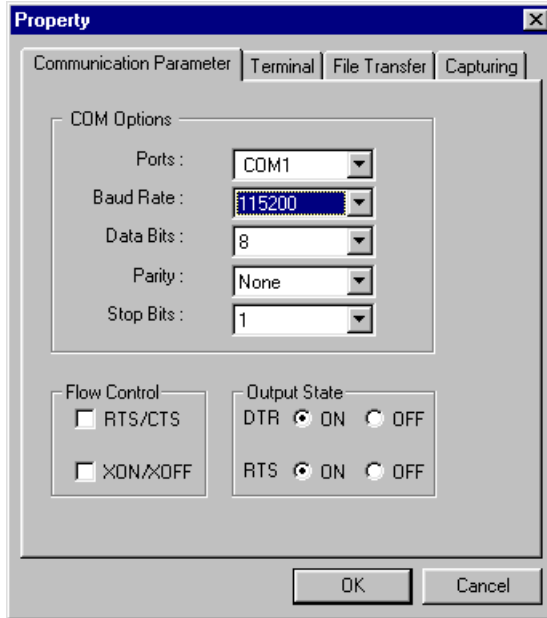 Property
Communication Parameter Terminal File Transfer Capturing
COM Options
Ports : COM1
Baud Rate : 115200
Data Bits : 8
Parity : None
Stop Bits : 1
Flow Control
RTS/CTS
XON/XOFF
Output State
DTR ON OFF
RTS ON OFF
OK Cancel